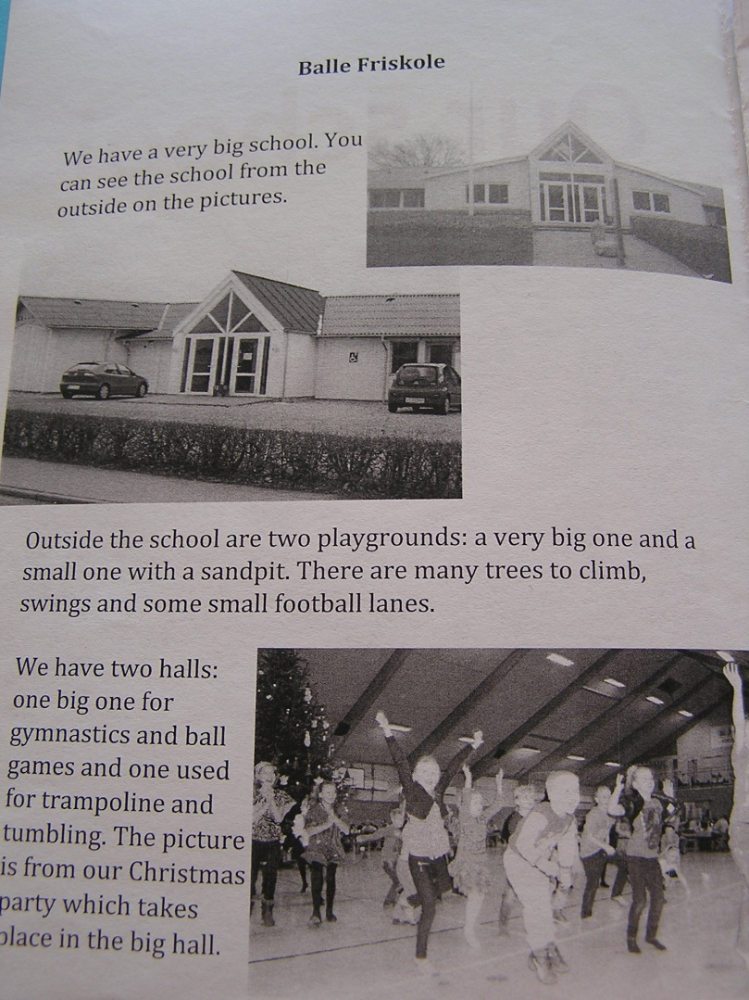 Balle Friskole
We have a very big school. You
can see the school from the
outside on the pictures.
Outside the school are two playgrounds: a very big one and a
small one with a sandpit. There are many trees to climb,
swings and some small football lanes.
We have two halls:
one big one for
gymnastics and ball
games and one used
for trampoline and
tumbling. The picture
is from our Christmas
party which takes
place in the big hall.